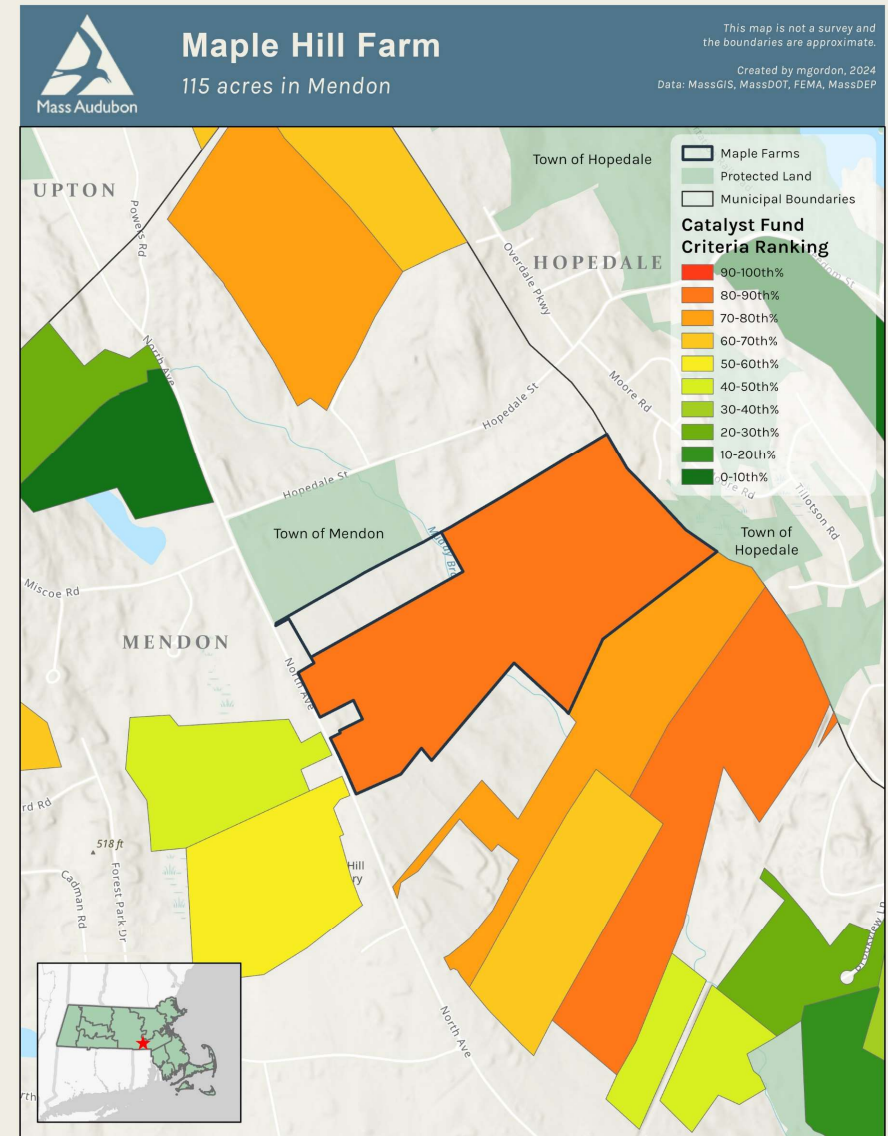 Mass Audubon
Maple Hill Farm
115 acres in Mendon
This map is not a survey and
the boundaries are approximate.
Created by mgordon, 2024
Data: MassGIS, MassDOT, FEMA, MassDEP
Maple Farms
Protected Land
Municipal Boundaries
Catalyst Fund
Criteria Ranking
90-100th%
80-90th%
70-80th%
60-70th%
50-60th%
40-50th%
30-40th%
20-30th%
10-20th%
0-10th%
UPTON
Powers Rd
Town of Hopedale
HOPEDALE
Overdale Pkwy
North Ave
Moore Rd
Hopedale St
Hopedale St
Tillotson Rd
Town of Mendon
Town of
Hopedale
Miscoe Rd
MENDON
North Ave
rd Rd
518 ft
Cadman Rd
Forest Park Dr
Hill
ry
North Ave
Brookview Ln